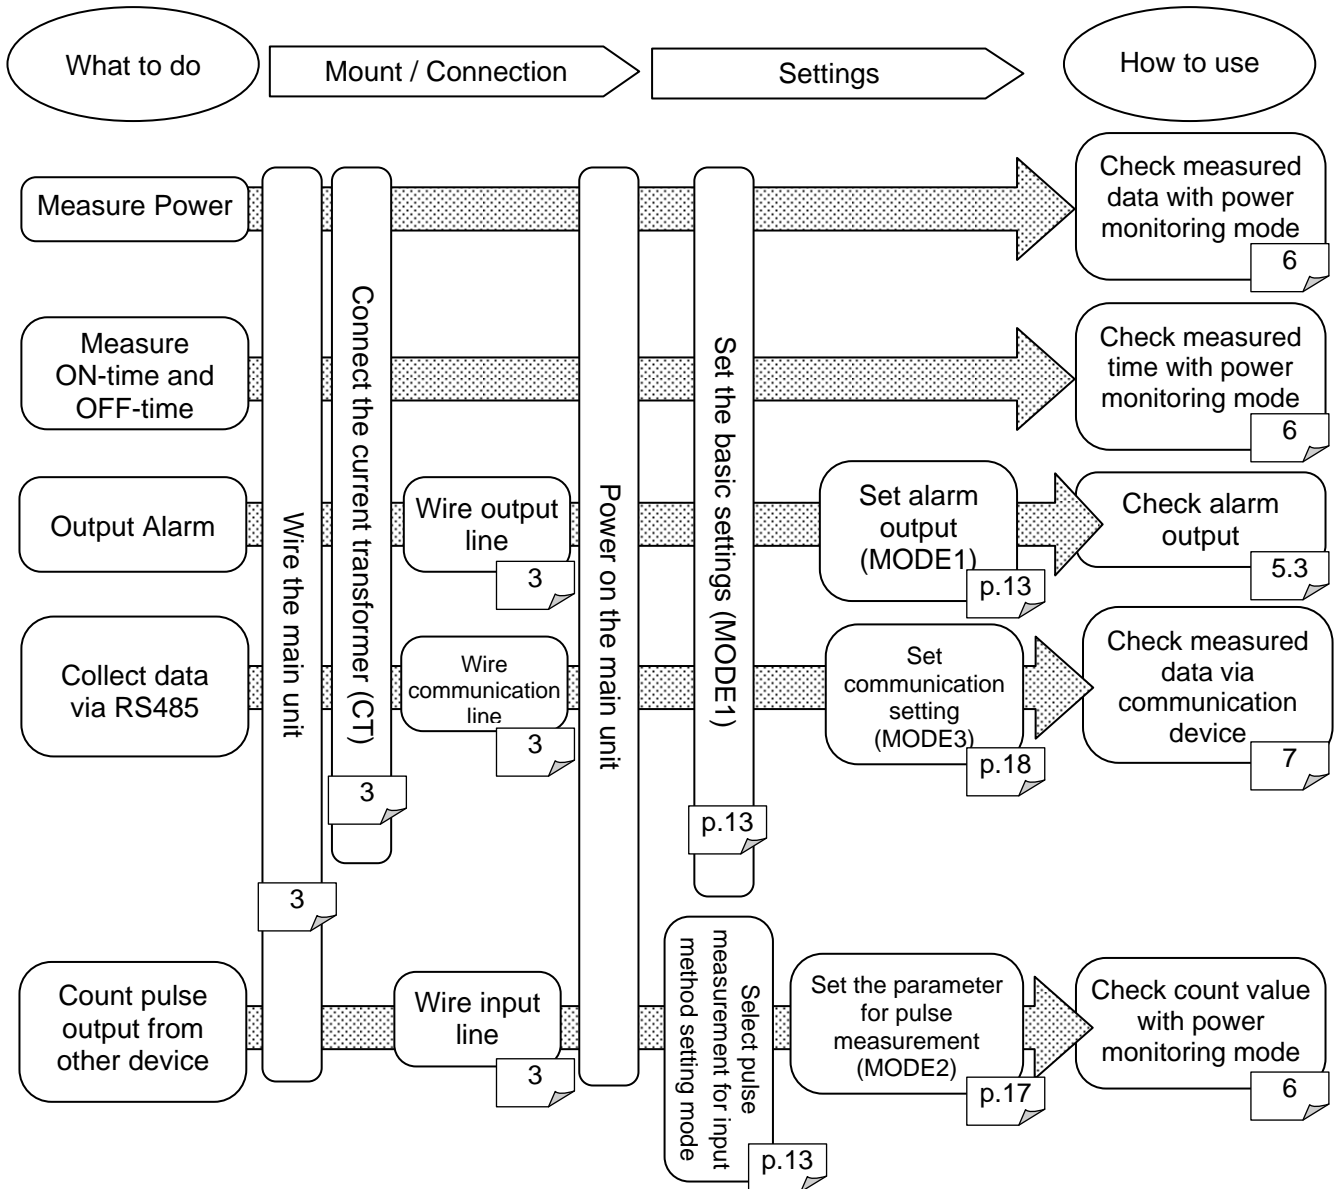 What to do
Mount / Connection
Settings
How to use
Measure Power
Check measured
data with power
monitoring mode
6
Measure
ON-time and
OFF-time
Check measured
time with power
monitoring mode
6
Output Alarm
Wire output
line
3
Set alarm
output
(MODE1)
p.13
Check alarm
output
5.3
Collect data
via RS485
Wire
communication
line
3
Set
communication
setting
(MODE3)
p.18
Check measured
data via
communication
device
7
Wire the main unit
3
Connect the current transformer (CT)
3
Power on the main unit
Set the basic settings (MODE1)
p.13
Count pulse
output from
other device
Wire input
line
3
Select pulse
measurement for input
method setting mode
p.13
Set the parameter
for pulse
measurement
(MODE2)
p.17
Check count value
with power
monitoring mode
6